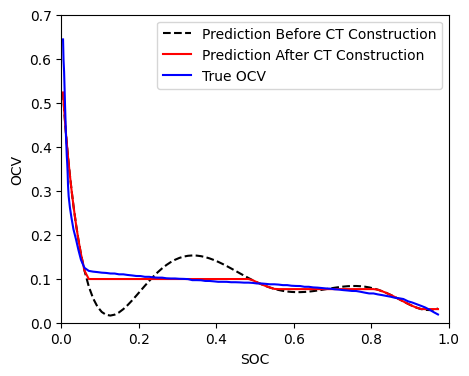 0.7
0.6
0.5
0.4
0.3
0.2
0.1
0.0
OCV
Prediction Before CT Construction
Prediction After CT Construction
True OCV
0.0 0.2 0.4 0.6 0.8 1.0
SOC